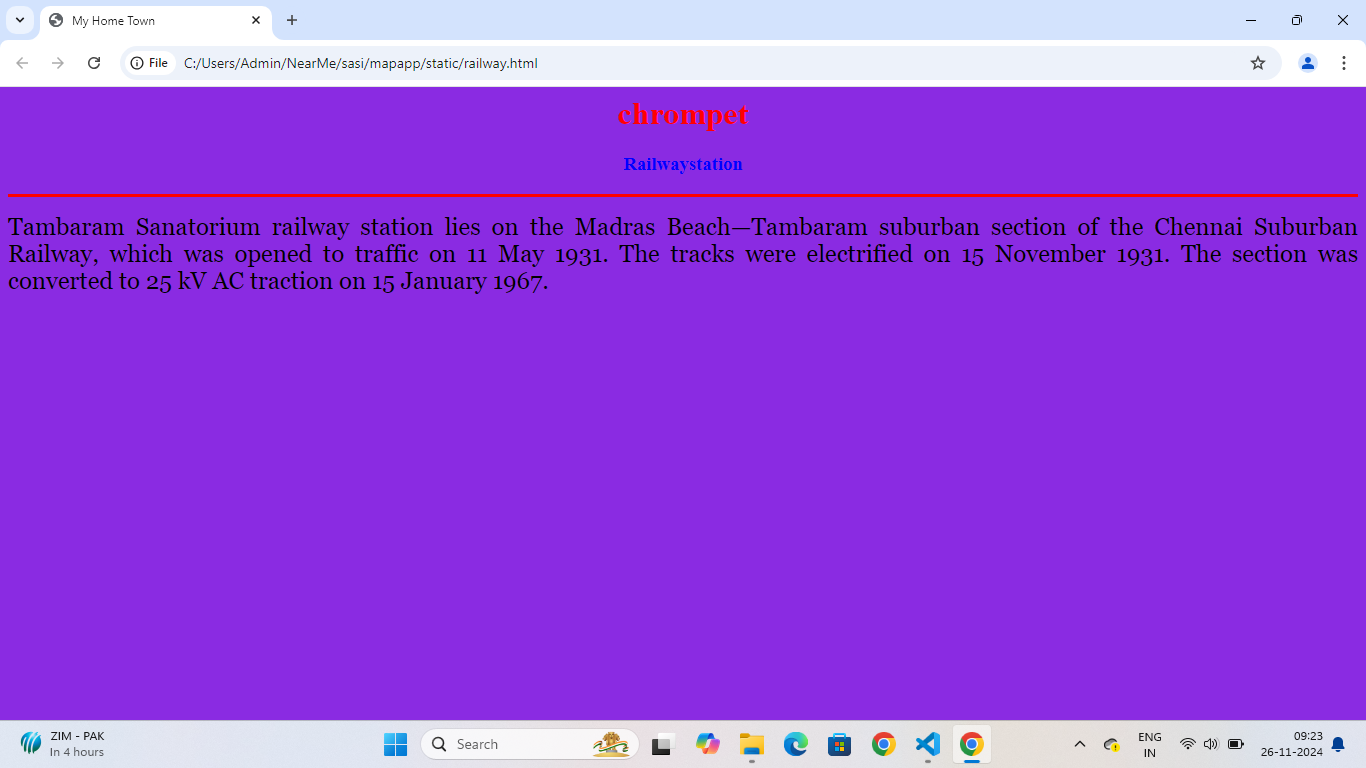 My Home Town
File
C:/Users/Admin/NearMe/sasi/mapapp/static/railway.html
chrompet
Railwaystation
Tambaram Sanatorium railway station lies on the Madras Beach—Tambaram suburban section of the Chennai Suburban
Railway, which was opened to traffic on 11 May 1931. The tracks were electrified on 15 November 1931. The section was
converted to 25 kV AC traction on 15 January 1967.
ZIM - PAK
In 4 hours
Search
ENG
IN
09:23
26-11-2024